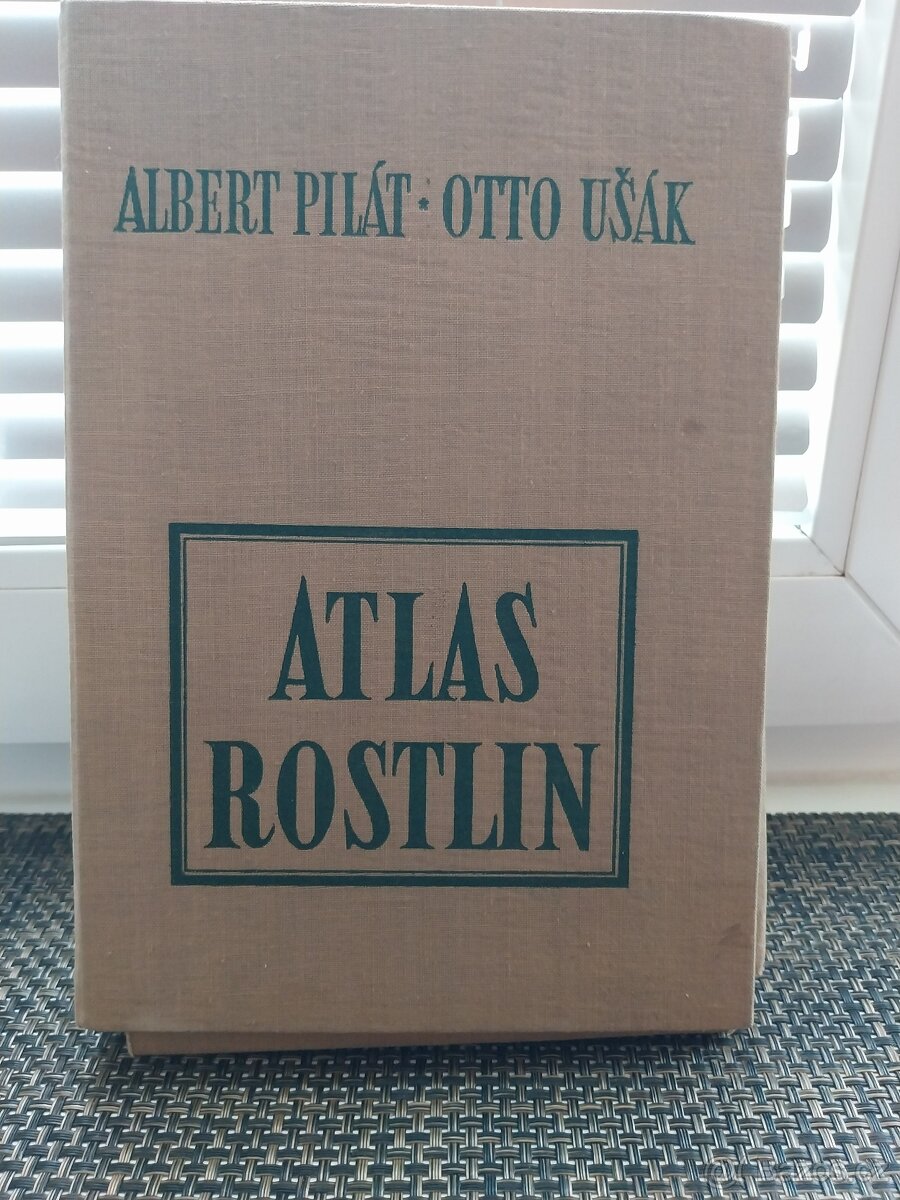 ALBERT PILÁT * OTTO UŠÁK
ATLAS
ROSTLIN